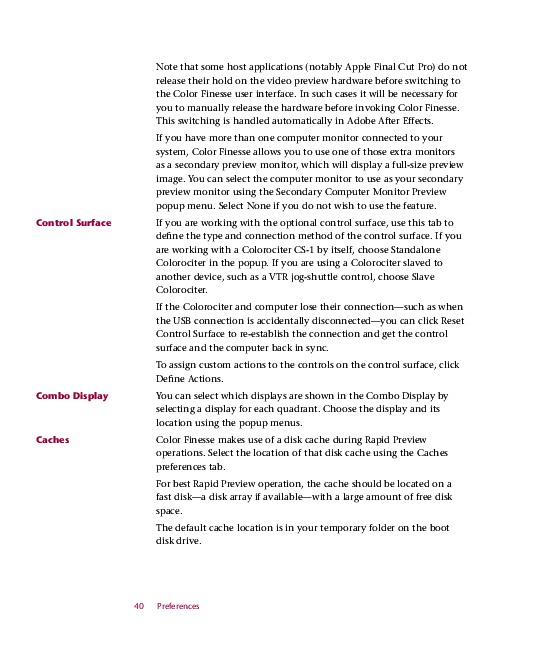 Note that some host applications (notably Apple Final Cut Pro) do not
release their hold on the video preview hardware before switching to
the Color Finesse user interface. In such cases it will be necessary for
you to manually release the hardware before invoking Color Finesse.
This switching is handled automatically in Adobe After Effects.
If you have more than one computer monitor connected to your
system, Color Finesse allows you to use one of those extra monitors
as a secondary preview monitor, which will display a full-size preview
image. You can select the computer monitor to use as your secondary
preview monitor using the Secondary Computer Monitor Preview
popup menu. Select None if you do not wish to use the feature.
Control Surface
If you are working with the optional control surface, use this tab to
define the type and connection method of the control surface. If you
are working with a Colorociter CS-1 by itself, choose Standalone
Colorociter in the popup. If you are using a Colorociter slaved to
another device, such as a VTR jog-shuttle control, choose Slave
Colorociter.
If the Colorociter and computer lose their connection—such as when
the USB connection is accidentally disconnected—you can click Reset
Control Surface to re-establish the connection and get the control
surface and the computer back in sync.
To assign custom actions to the controls on the control surface, click
Define Actions.
Combo Display
You can select which displays are shown in the Combo Display by
selecting a display for each quadrant. Choose the display and its
location using the popup menus.
Caches
Color Finesse makes use of a disk cache during Rapid Preview
operations. Select the location of that disk cache using the Caches
preferences tab.
For best Rapid Preview operation, the cache should be located on a
fast disk—a disk array if available—with a large amount of free disk
space.
The default cache location is in your temporary folder on the boot
disk drive.
40 Preferences